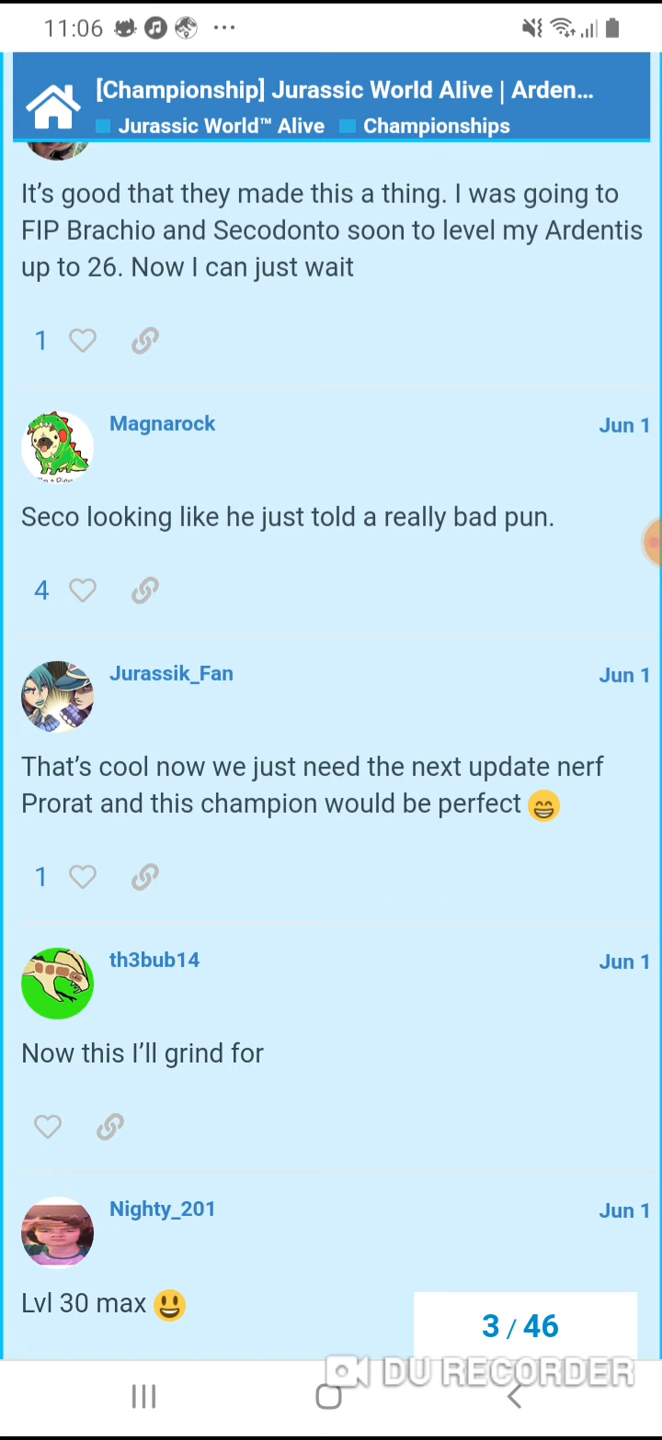 11:06
[Championship] Jurassic World Alive | Arden...
Jurassic World™ Alive Championships
It’s good that they made this a thing. I was going to
FIP Brachio and Secodonto soon to level my Ardentis
up to 26. Now I can just wait
1
Magnarock Jun 1
Seco looking like he just told a really bad pun.
4
Jurassik_Fan Jun 1
That’s cool now we just need the next update nerf
Prorat and this champion would be perfect 😁
1
th3bub14 Jun 1
Now this I’ll grind for
Nighty_201 Jun 1
Lvl 30 max 😃
3 / 46
DU RECORDER